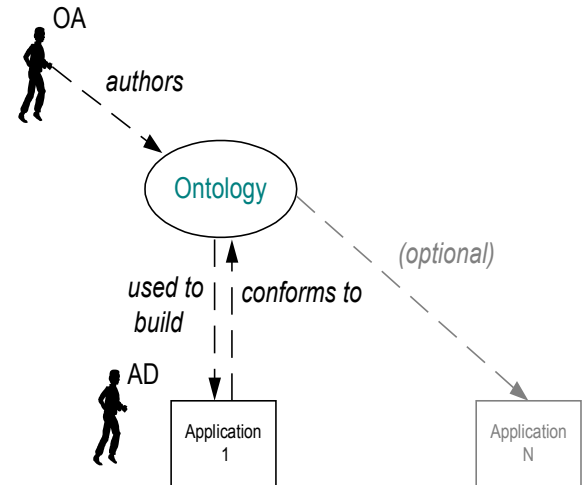 OA
authors
Ontology
(optional)
used to
build
conforms to
AD
Application
1
Application
N